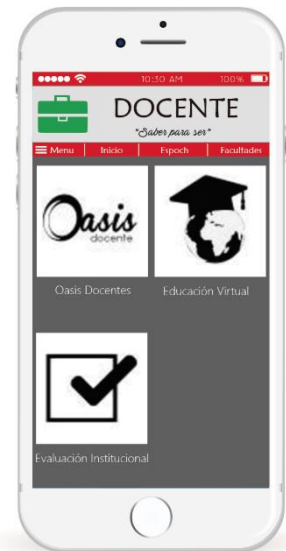 10:30 AM 100%
DOCENTE
"Saber para ser"
Menu Inicio Espoch Facultades
Oasis
docente
Oasis Docentes Educación Virtual
Evaluación Institucional